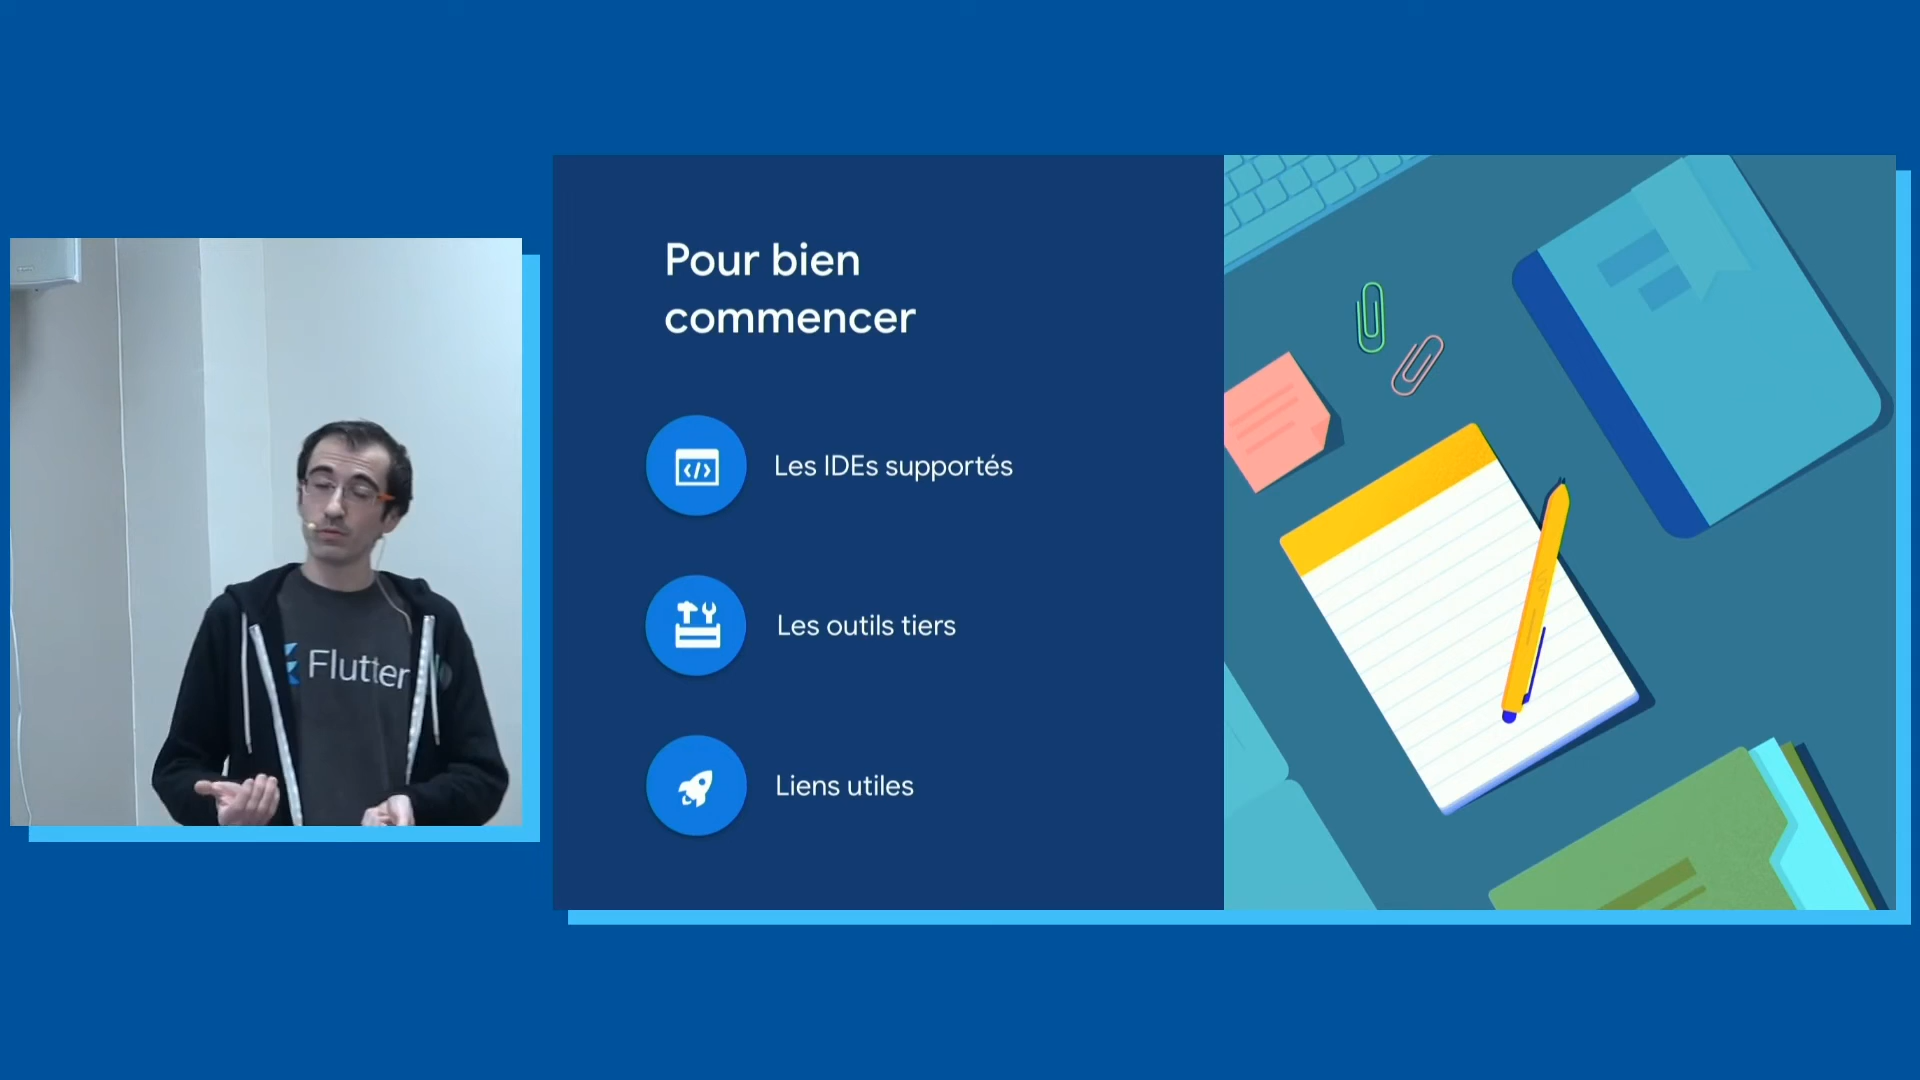 Flutter
Pour bien
commencer
Les IDEs supportés
Les outils tiers
Liens utiles